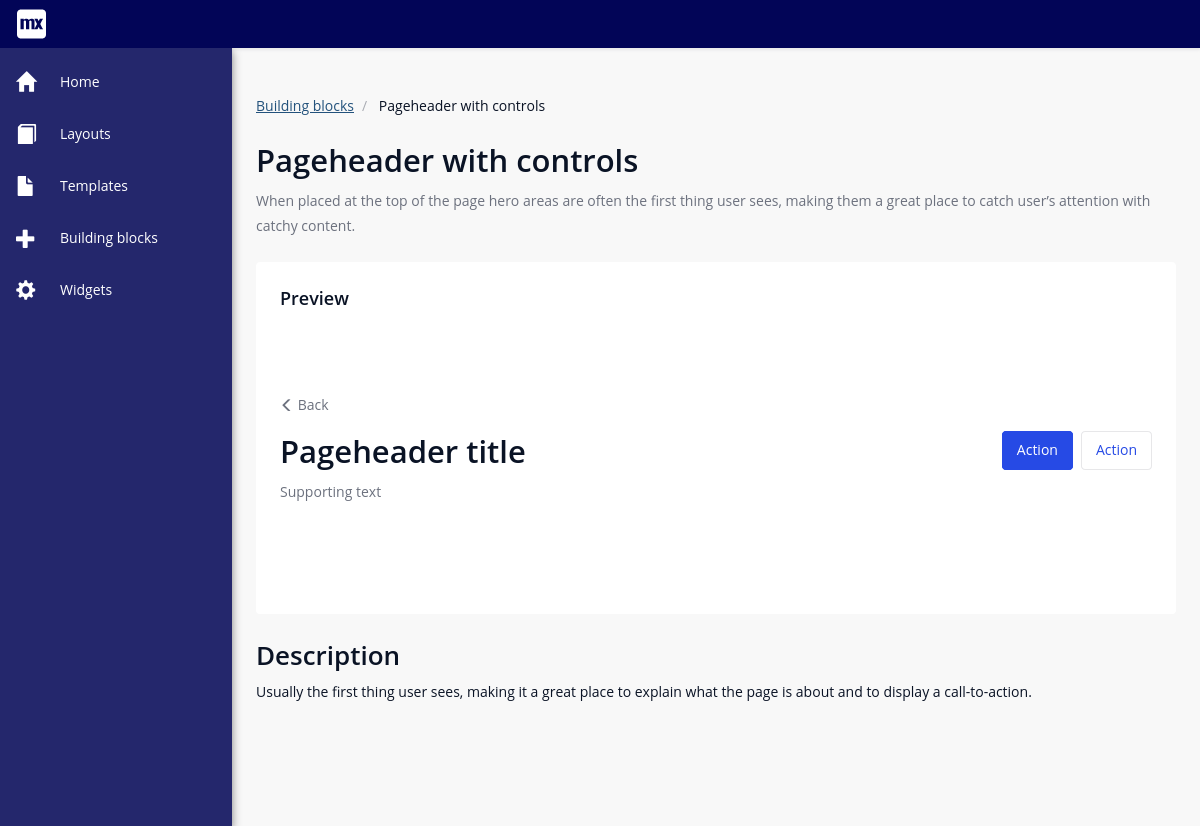 mx
Home
Layouts
Templates
Building blocks
Widgets
Building blocks / Pageheader with controls
Pageheader with controls
When placed at the top of the page hero areas are often the first thing user sees, making them a great place to catch user’s attention with
catchy content.
Preview
Back
Pageheader title
Action Action
Supporting text
Description
Usually the first thing user sees, making it a great place to explain what the page is about and to display a call-to-action.